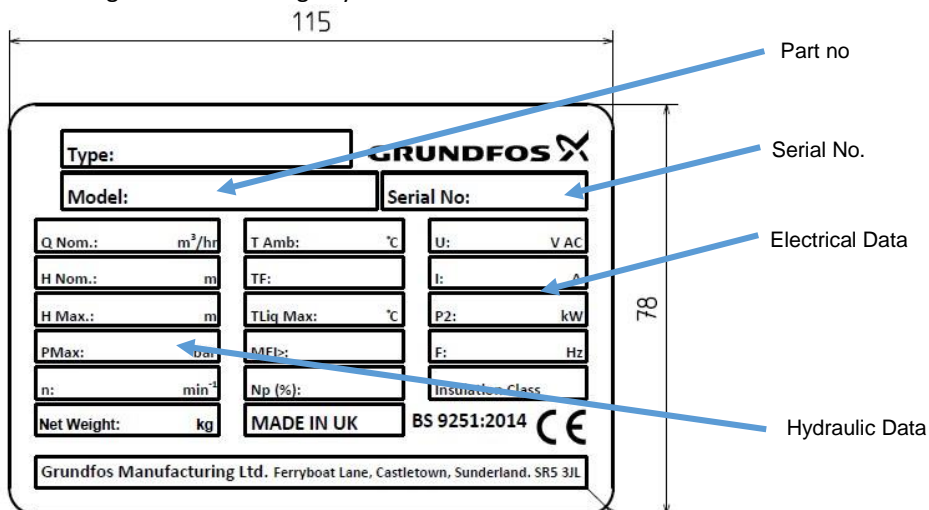 115
Part no
Type:
GRUNDFOS
Serial No.
Model:
Serial No:
Q Nom.: m³/hr
T Amb: °C
U: V AC
Electrical Data
H Nom.: m
TF:
I: A
H Max.: m
TLiq Max: °C
P2: kW
78
PMax: bar
MEI>:
F: Hz
n: min⁻¹
Np (%):
Insulation Class
Net Weight: kg
MADE IN UK
BS 9251:2014 CE
Hydraulic Data
Grundfos Manufacturing Ltd. Ferryboat Lane, Castletown, Sunderland. SR5 3JL